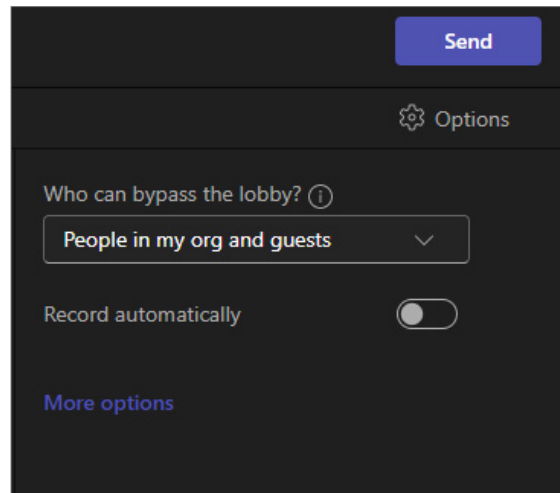 Send
Options
Who can bypass the lobby?
People in my org and guests
Record automatically
More options